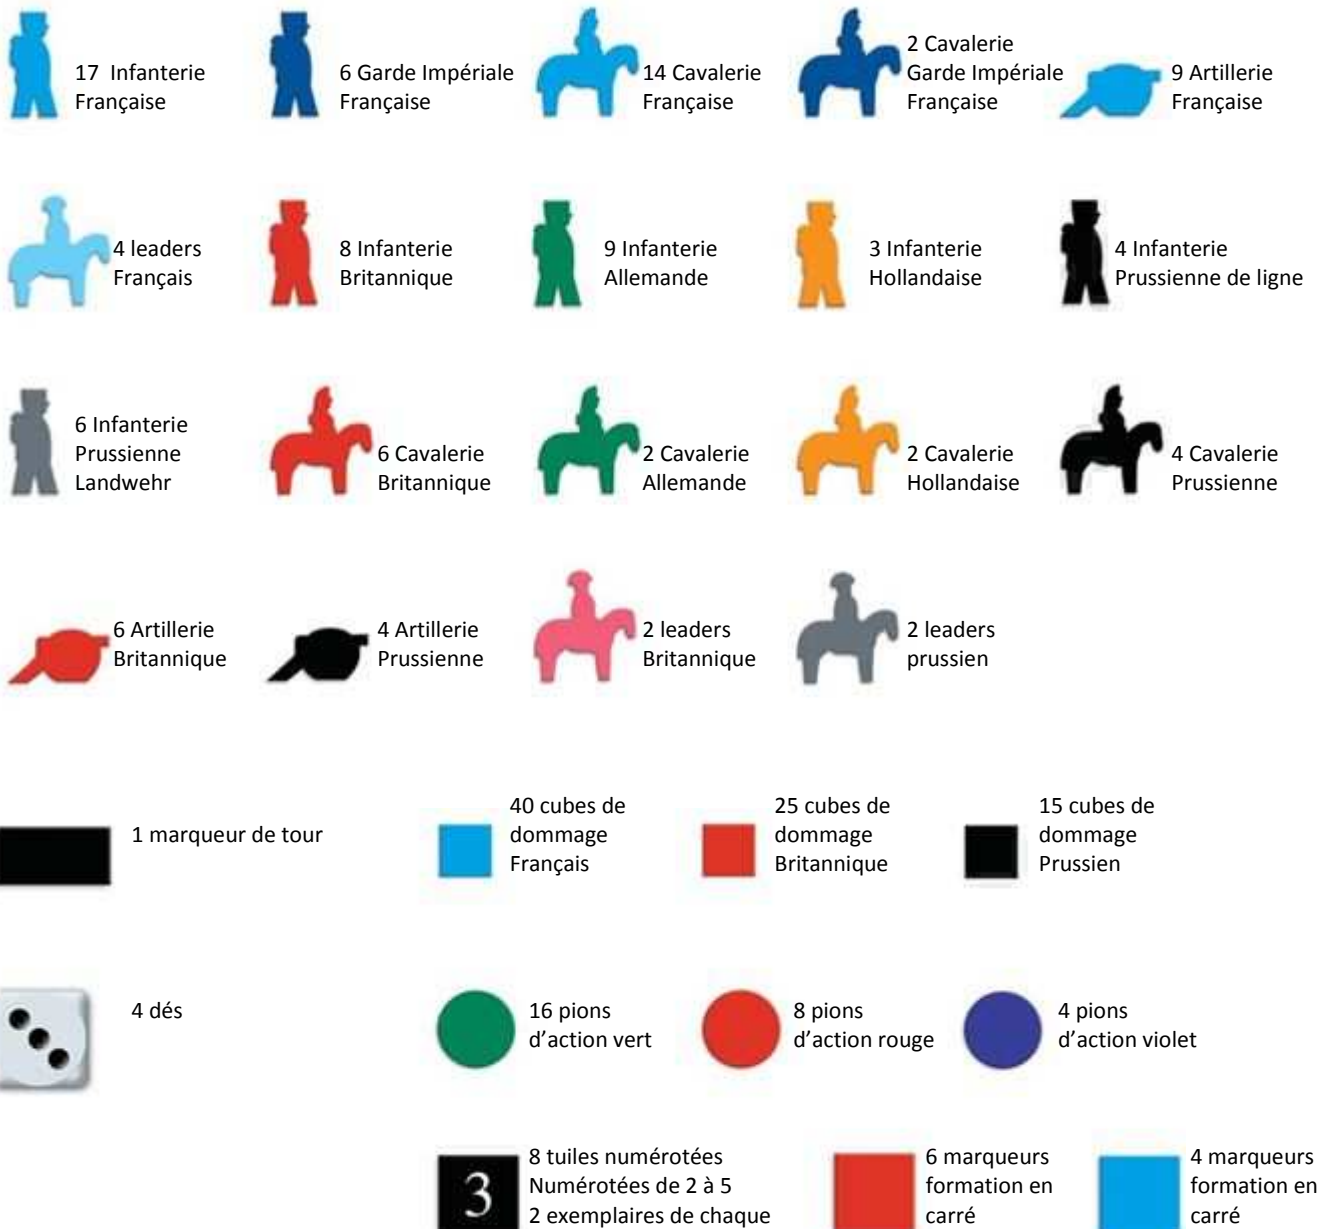 17 Infanterie
Française
6 Garde Impériale
Française
14 Cavalerie
Française
2 Cavalerie
Garde Impériale
Française
9 Artillerie
Française
4 leaders
Français
8 Infanterie
Britannique
9 Infanterie
Allemande
3 Infanterie
Hollandaise
4 Infanterie
Prussienne de ligne
6 Infanterie
Prussienne
Landwehr
6 Cavalerie
Britannique
2 Cavalerie
Allemande
2 Cavalerie
Hollandaise
4 Cavalerie
Prussienne
6 Artillerie
Britannique
4 Artillerie
Prussienne
2 leaders
Britannique
2 leaders
prussien
1 marqueur de tour
40 cubes de
dommage
Français
25 cubes de
dommage
Britannique
15 cubes de
dommage
Prussien
4 dés
16 pions
d’action vert
8 pions
d’action rouge
4 pions
d’action violet
3
8 tuiles numérotées
Numérotées de 2 à 5
2 exemplaires de chaque
6 marqueurs
formation en
carré
4 marqueurs
formation en
carré